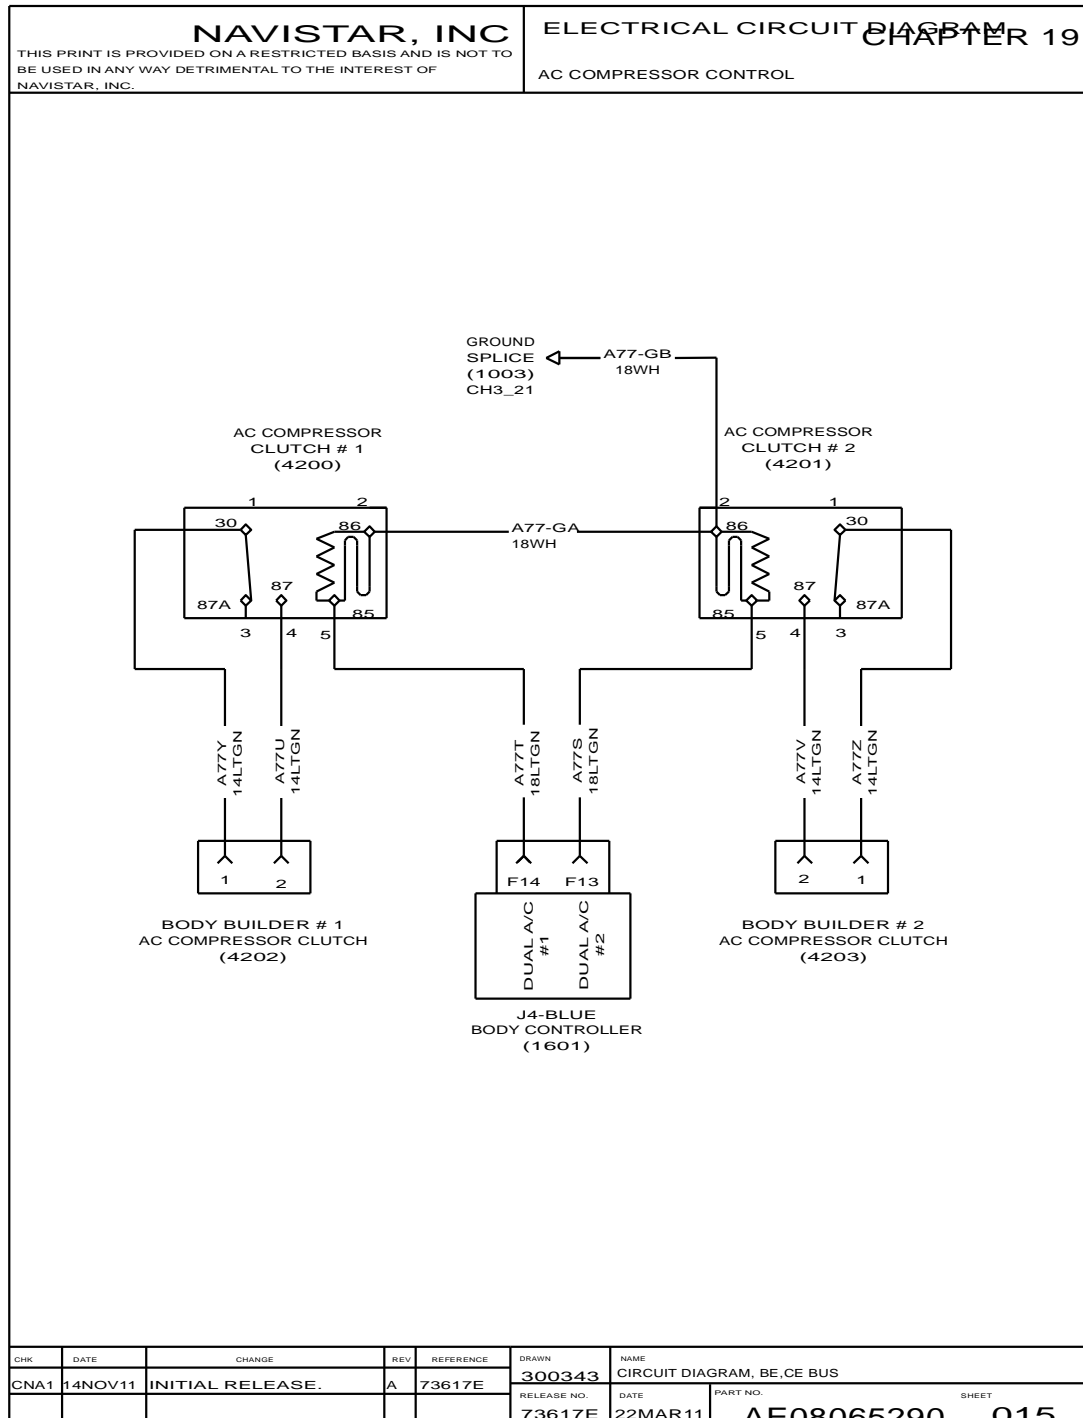 NAVISTAR, INC
THIS PRINT IS PROVIDED ON A RESTRICTED BASIS AND IS NOT TO
BE USED IN ANY WAY DETRIMENTAL TO THE INTEREST OF
NAVISTAR, INC.
ELECTRICAL CIRCUIT DIAGRAM
CHAPTER 19
AC COMPRESSOR CONTROL
GROUND
SPLICE
(1003)
CH3_21
A77-GB
18WH
AC COMPRESSOR
CLUTCH # 1
(4200)
AC COMPRESSOR
CLUTCH # 2
(4201)
1 2
30 86
87A 87 85
3 4 5
A77-GA
18WH
2 1
86 30
85 87 87A
5 4 3
A77Y
14LTGN
A77U
14LTGN
A77T
18LTGN
A77S
18LTGN
A77V
14LTGN
A77Z
14LTGN
1 2
F14 F13
2 1
BODY BUILDER # 1
AC COMPRESSOR CLUTCH
(4202)
DUAL A/C
#1
DUAL A/C
#2
BODY BUILDER # 2
AC COMPRESSOR CLUTCH
(4203)
J4-BLUE
BODY CONTROLLER
(1601)
CHK DATE CHANGE REV REFERENCE
CNA1 14NOV11 INITIAL RELEASE. A 73617E
DRAWN
300343
NAME
CIRCUIT DIAGRAM, BE,CE BUS
RELEASE NO.
73617E
DATE
22MAR11
PART NO.
AE08065290
SHEET
015